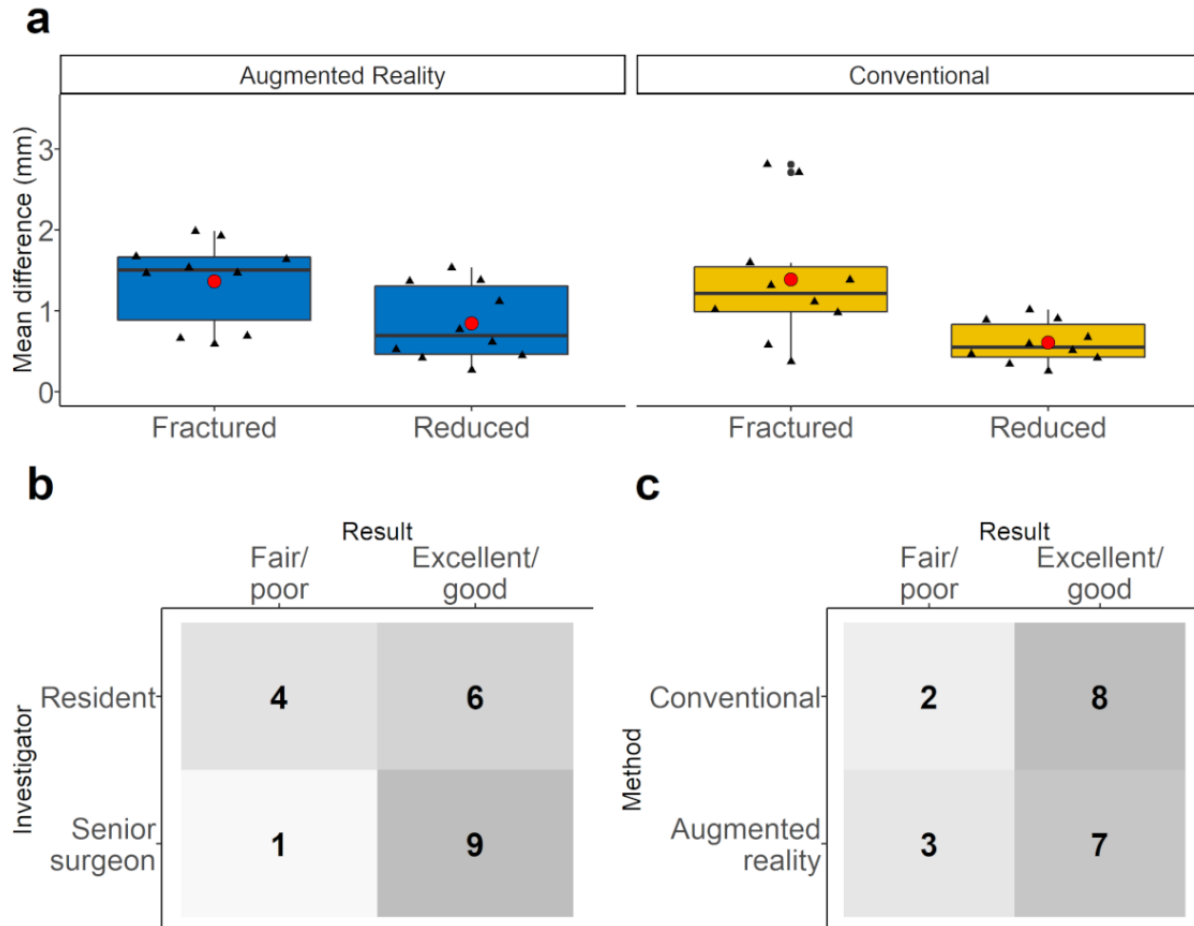 a
Augmented Reality
Conventional
Mean difference (mm)
3
2
1
0
Fractured
Reduced
Fractured
Reduced
b
Result
Fair/
poor
Excellent/
good
Investigator
Resident
4
6
Senior
surgeon
1
9
c
Result
Fair/
poor
Excellent/
good
Method
Conventional
2
8
Augmented
reality
3
7